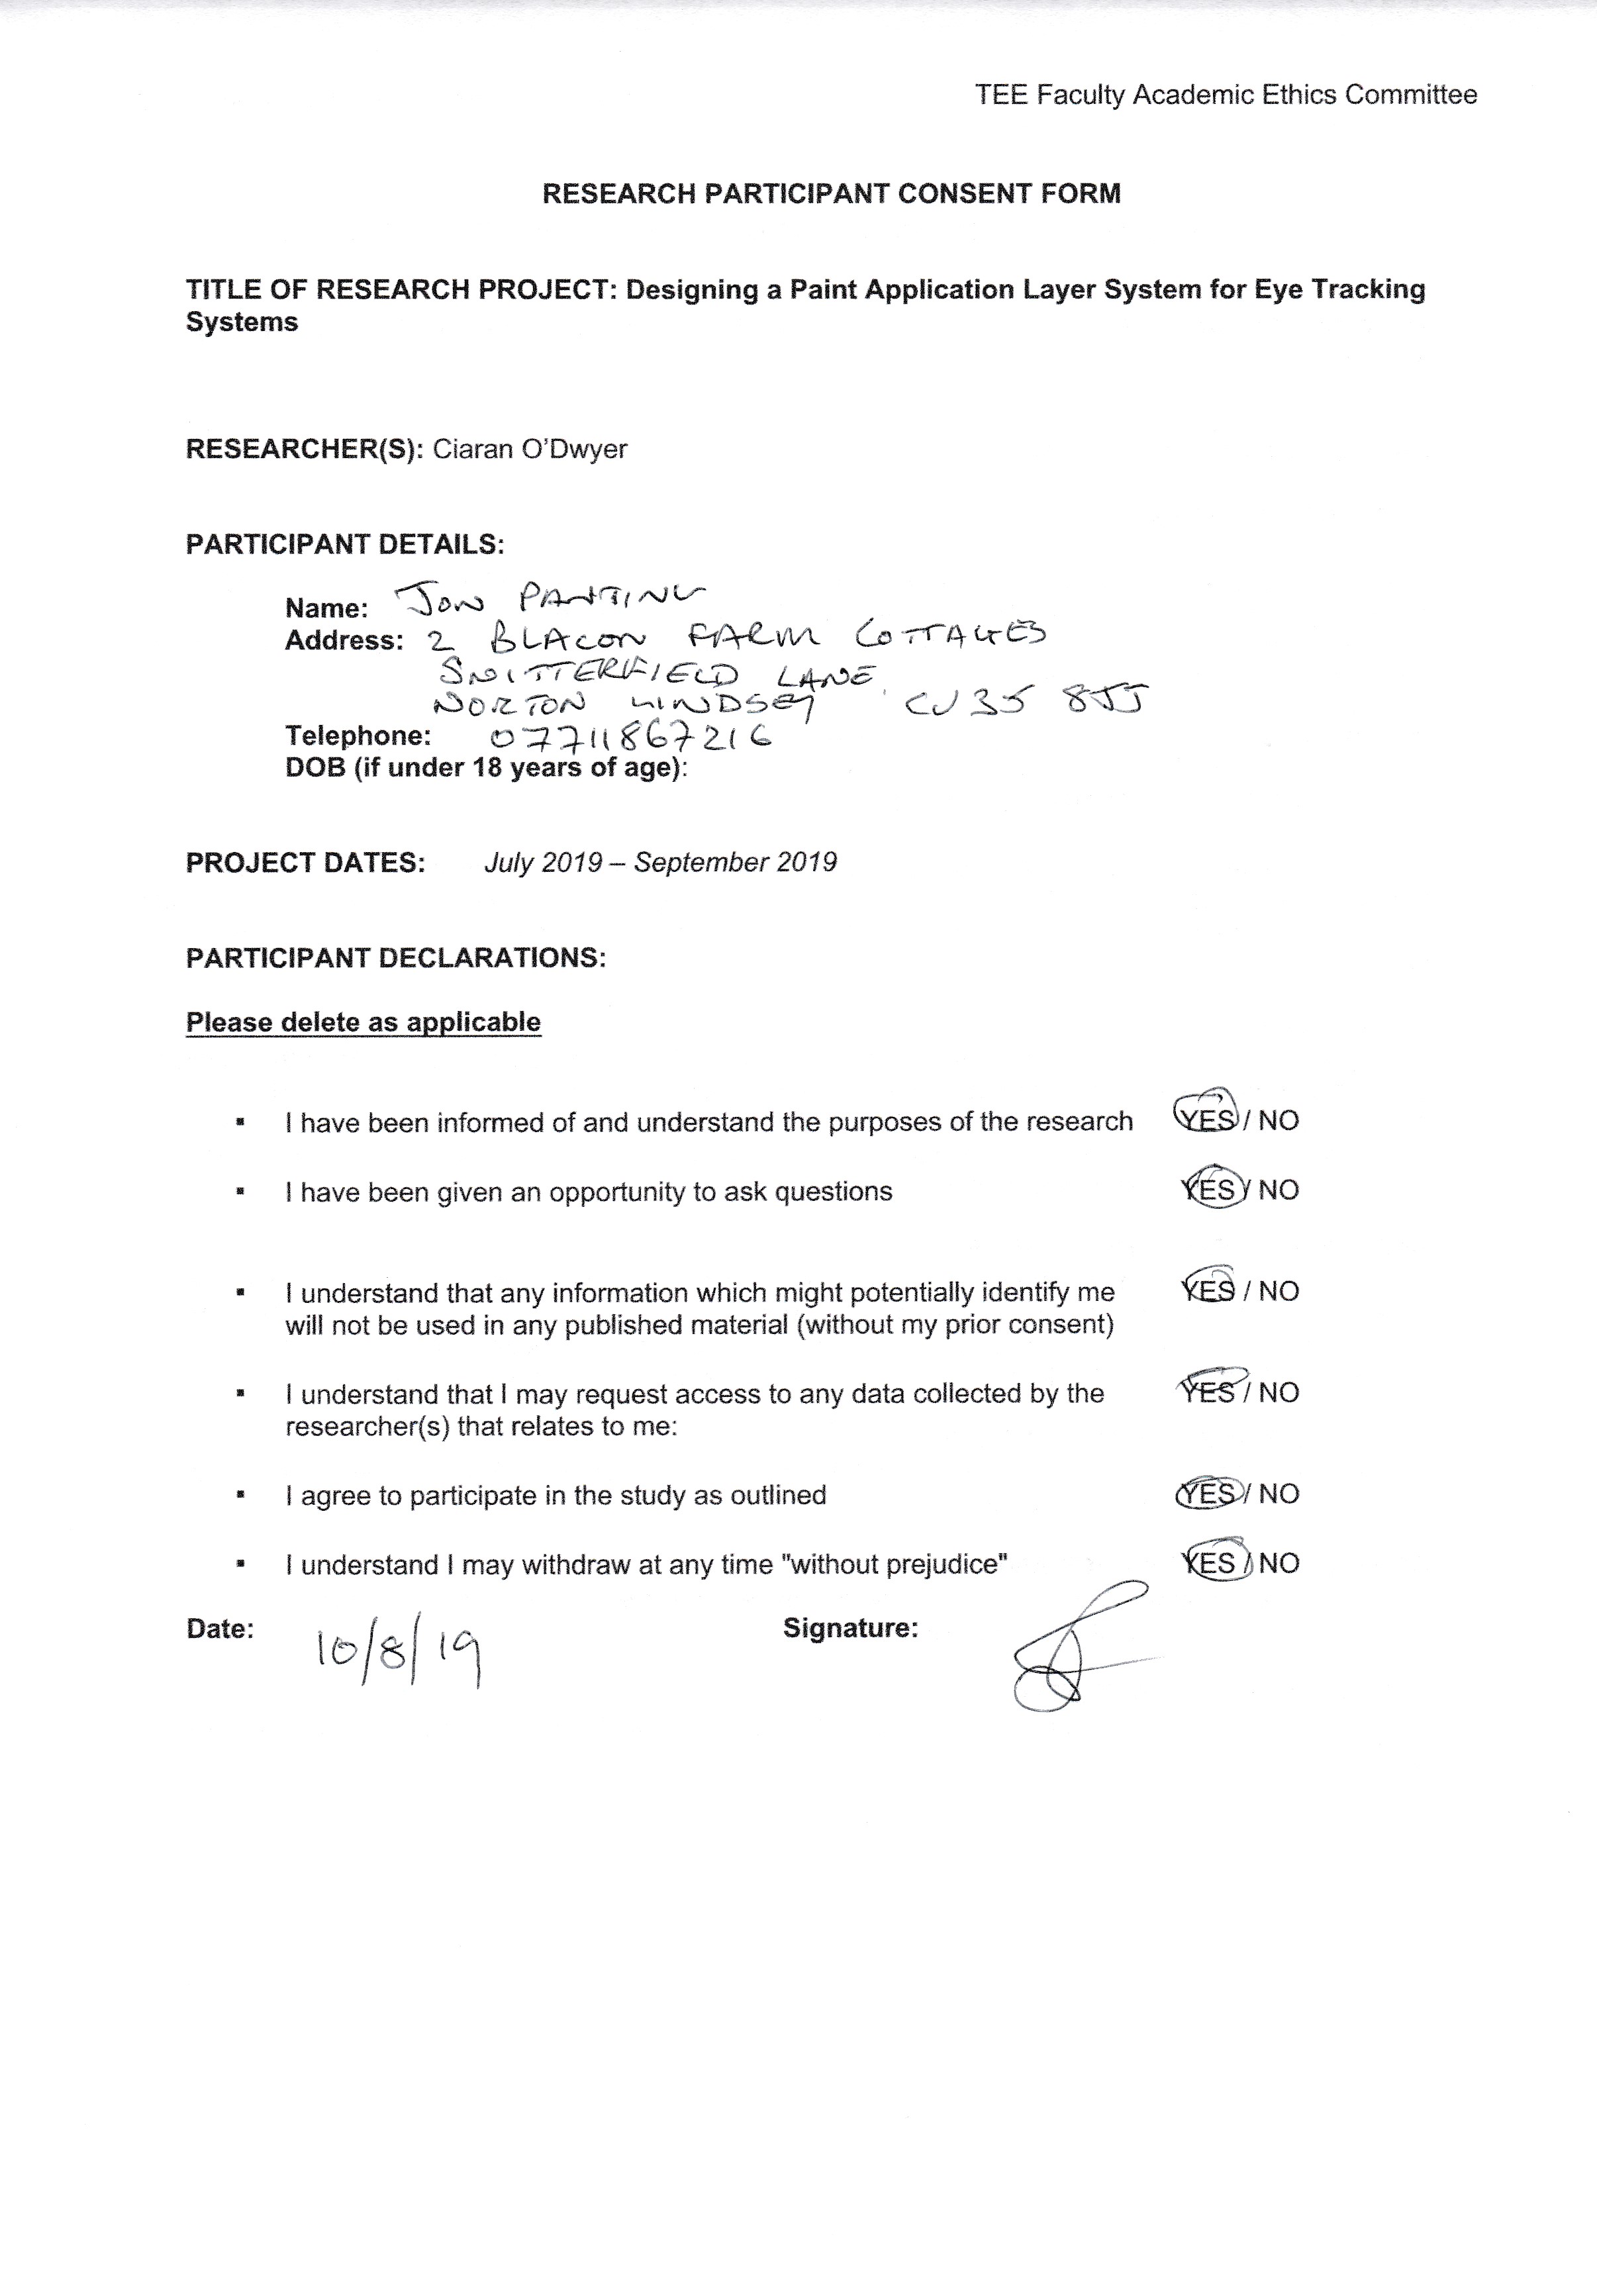 TEE Faculty Academic Ethics Committee
RESEARCH PARTICIPANT CONSENT FORM
TITLE OF RESEARCH PROJECT: Designing a Paint Application Layer System for Eye Tracking
Systems
RESEARCHER(S): Ciaran O'Dwyer
PARTICIPANT DETAILS:
Name: JON PANTING
Address: 2 BLACON FARM COTTAGES
SNITTERFIELD LANE
NORTON LINDSEY CV35 8JJ
Telephone: 07711867216
DOB (if under 18 years of age):
PROJECT DATES: July 2019 – September 2019
PARTICIPANT DECLARATIONS:
Please delete as applicable
▪ I have been informed of and understand the purposes of the research YES / NO
▪ I have been given an opportunity to ask questions YES / NO
▪ I understand that any information which might potentially identify me YES / NO
will not be used in any published material (without my prior consent)
▪ I understand that I may request access to any data collected by the YES / NO
researcher(s) that relates to me:
▪ I agree to participate in the study as outlined YES / NO
▪ I understand I may withdraw at any time "without prejudice" YES / NO
Date: 10/8/19 Signature: